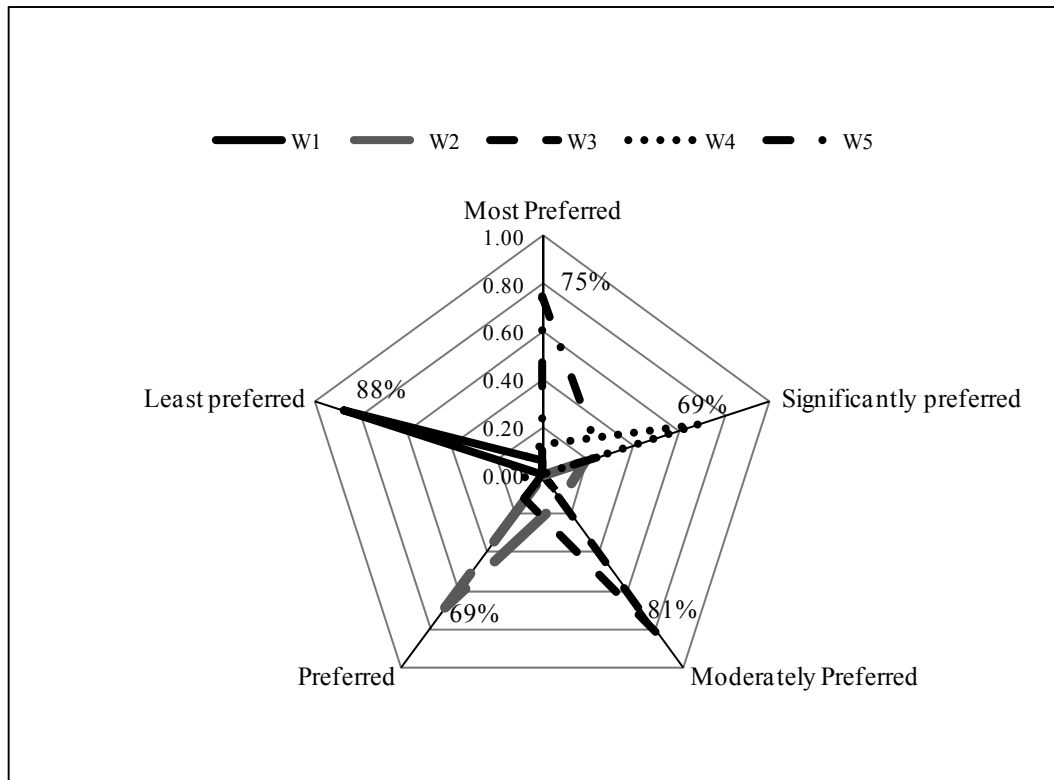 W1 W2 W3 W4 W5
Most Preferred
1.00
75%
0.80
0.60
0.40
Least preferred
88%
69%
Significantly preferred
0.20
0.00
69%
81%
Preferred
Moderately Preferred